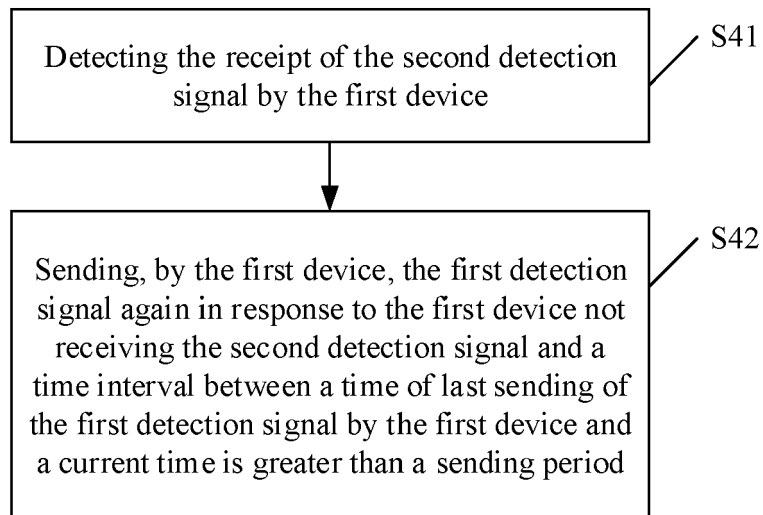 Detecting the receipt of the second detection
signal by the first device
S41
Sending, by the first device, the first detection
signal again in response to the first device not
receiving the second detection signal and a
time interval between a time of last sending of
the first detection signal by the first device and
a current time is greater than a sending period
S42